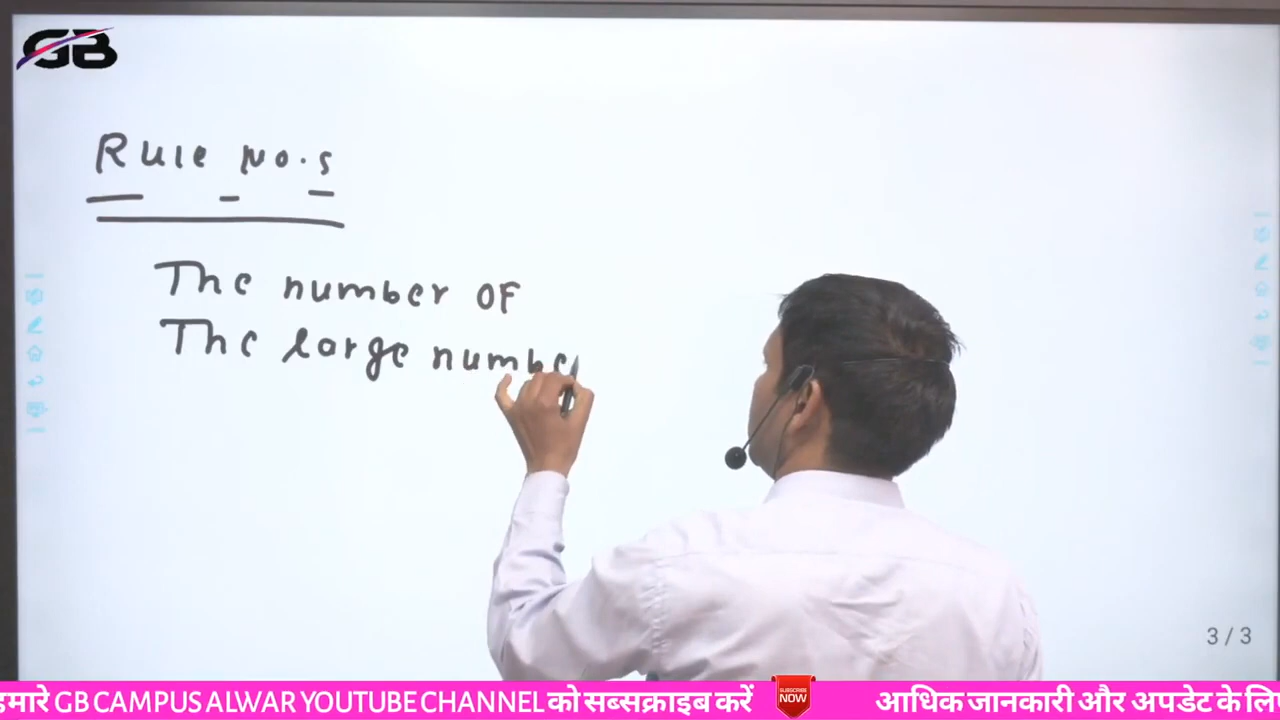 GB
Rule No.5
The number OF
The large numbe
3 / 3
हमारे GB CAMPUS ALWAR YOUTUBE CHANNEL को सब्सक्राइब करें SUBSCRIBE NOW आधिक जानकारी और अपडेट के लि